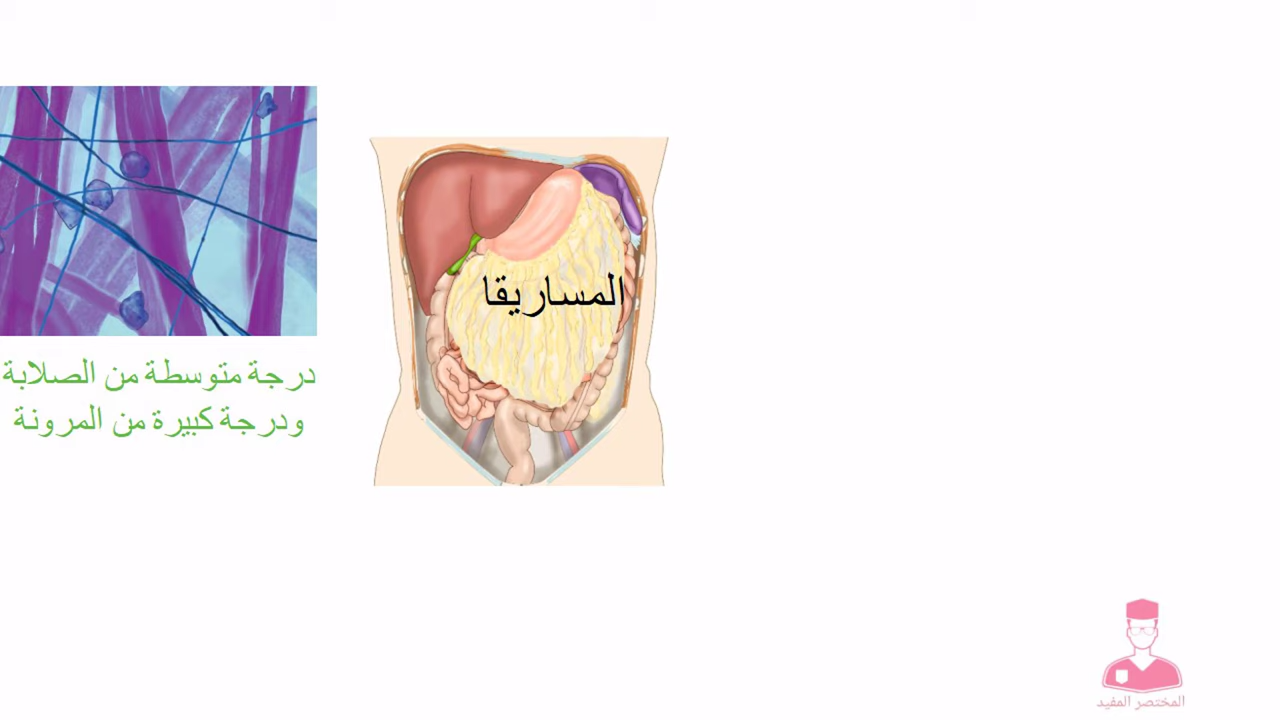 المساريقا
درجة متوسطة من الصلابة
ودرجة كبيرة من المرونة
المختصر المفيد